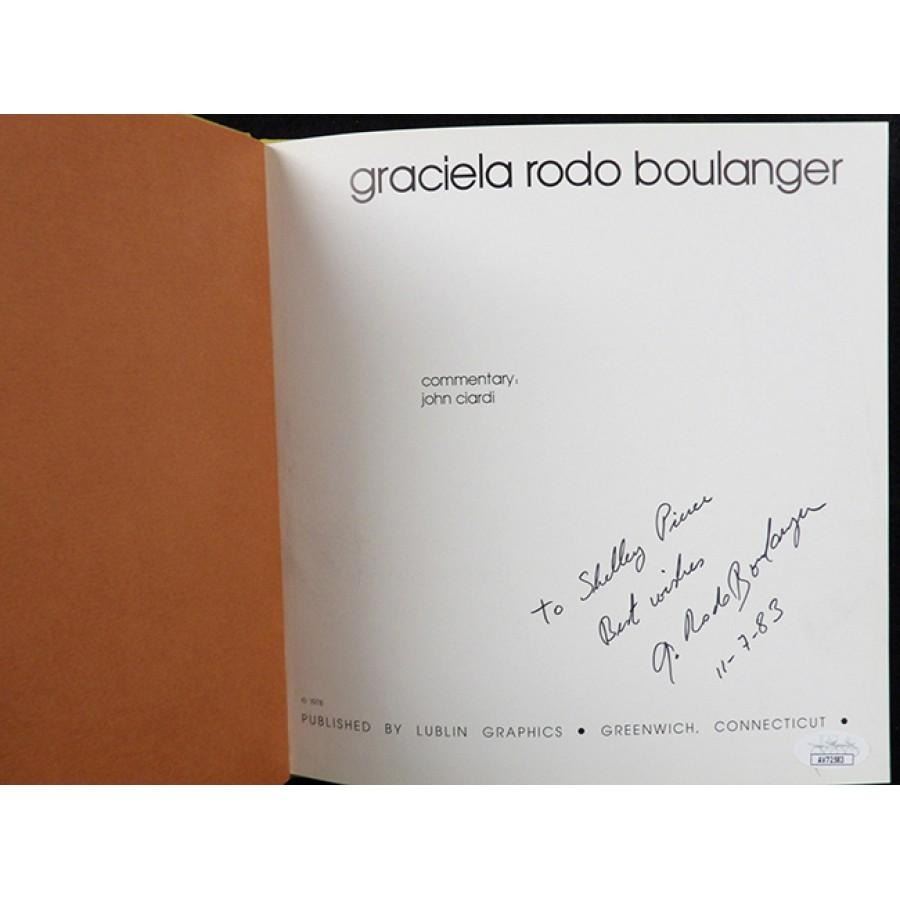 graciela rodo boulanger
commentary:
john ciardi
To Shelley
Best wishes
G. Rodo Boulanger
11-7-83
© 1978
PUBLISHED BY LUBLIN GRAPHICS • GREENWICH, CONNECTICUT •